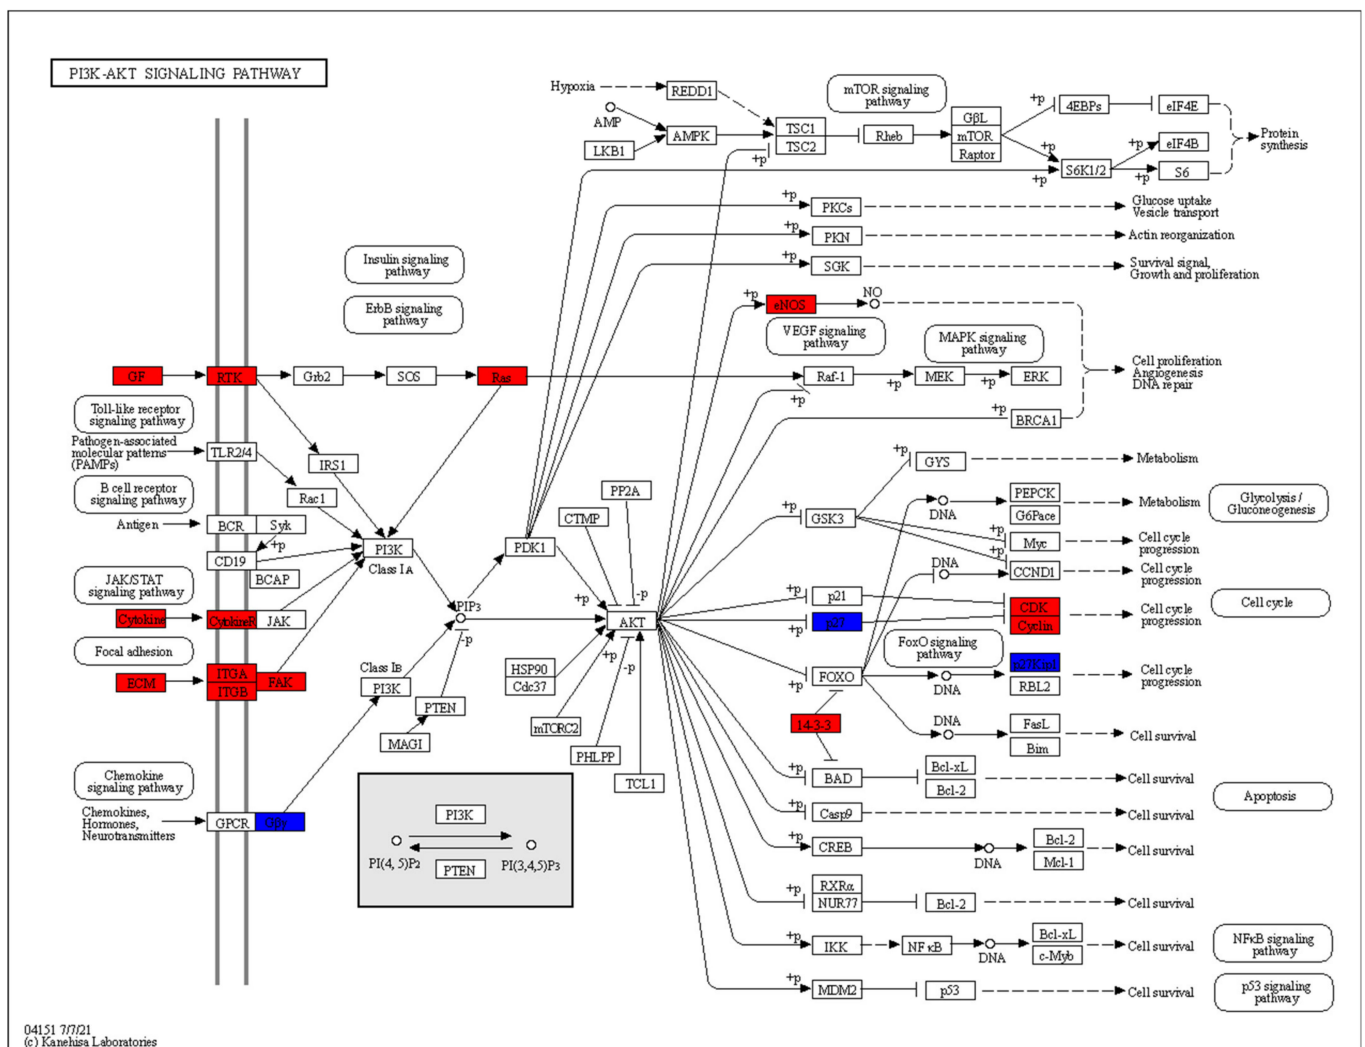 PI3K-AKT SIGNALING PATHWAY
Hypoxia
REDD1
mTOR signaling
pathway
AMP
LKB1
AMPK
TSC1
TSC2
+p
Rheb
GβL
mTOR
Raptor
+p
4EBPs
eIF4E
+p
S6K1/2
+p
+p
eIF4B
+p
S6
Protein
synthesis
+p
PKCs
Glucose uptake
Vesicle transport
+p
PKN
Actin reorganization
+p
SGK
Survival signal,
Growth and proliferation
Insulin signaling
pathway
ErbB signaling
pathway
+p
eNOS
NO
VEGF signaling
pathway
MAPK signaling
pathway
Cell proliferation
Angiogenesis
DNA repair
GF
RTK
Grb2
SOS
Ras
Raf-1
+p
+p
MEK
+p
ERK
+p
BRCA1
Toll-like receptor
signaling pathway
Pathogen-associated
molecular patterns
(PAMPs)
TLR2/4
IRS1
Rac1
B cell receptor
signaling pathway
Antigen
BCR
Syk
+p
CD19
BCAP
PI3K
Class IA
PDK1
PP2A
CTMP
+p
GYS
Metabolism
+p
GSK3
DNA
PEPCK
G6Pace
Metabolism
Glycolysis /
Gluconeogenesis
+p
Myc
Cell cycle
progression
+p
DNA
CCND1
Cell cycle
progression
JAK/STAT
signaling pathway
Cytokine
CytokineR
JAK
PIP3
-p
+p
-p
AKT
+p
-p
+p
p21
+p
p27
CDK
Cyclin
Cell cycle
progression
Cell cycle
Focal adhesion
ECM
ITGA
ITGB
FAK
Class IB
PI3K
PTEN
MAGI
HSP90
Cdc37
mTORC2
PHLPP
TCL1
FoxO signaling
pathway
+p
FOXO
DNA
p27Kip1
RBL2
Cell cycle
progression
14-3-3
DNA
FasL
Bim
Cell survival
Chemokine
signaling pathway
Chemokines,
Hormones,
Neurotransmitters
GPCR
Gβγ
PI3K
PI(4, 5)P2
PI(3,4,5)P3
PTEN
+p
BAD
Bcl-xL
Bcl-2
Cell survival
Apoptosis
+p
Casp9
Cell survival
+p
CREB
DNA
Bcl-2
Mcl-1
Cell survival
+p
RXRα
NUR77
Bcl-2
Cell survival
+p
IKK
NFκB
DNA
Bcl-xL
c-Myb
Cell survival
NFκB signaling
pathway
+p
MDM2
p53
Cell survival
p53 signaling
pathway
04151 7/7/21
(c) Kanehisa Laboratories